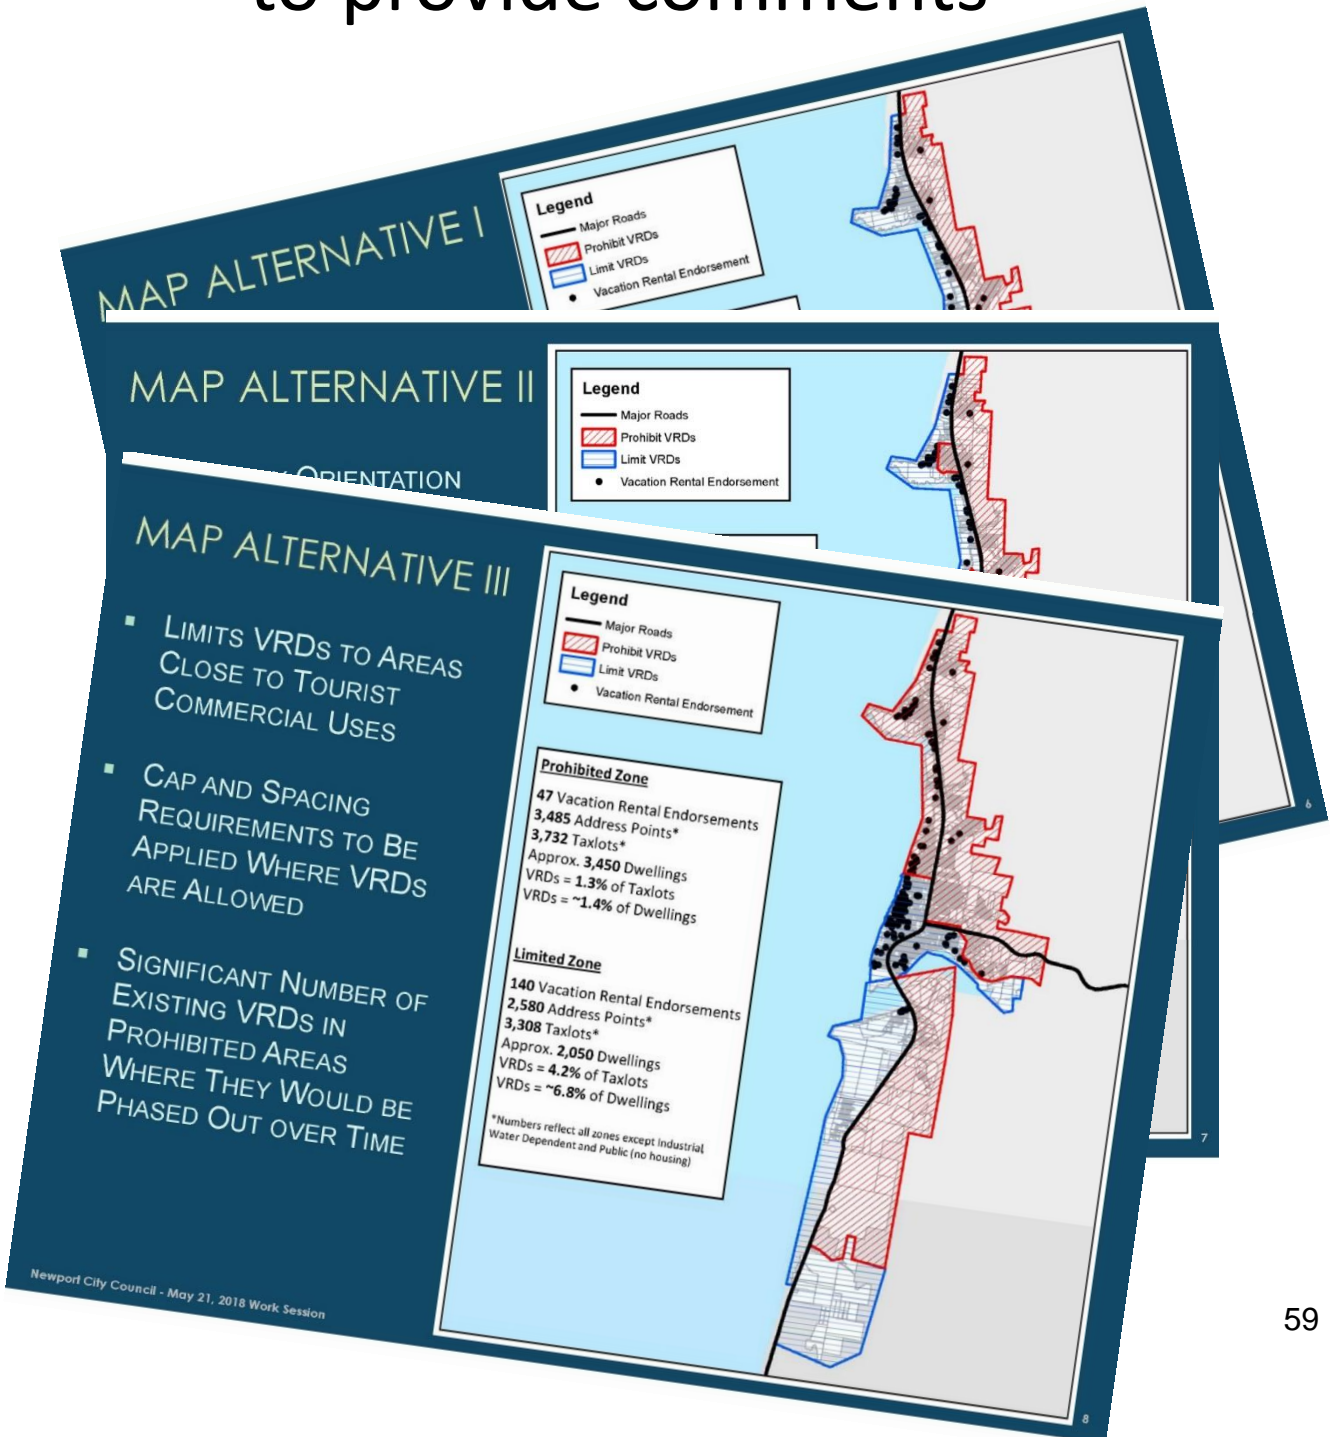 to provide comments
MAP ALTERNATIVE I
Legend
Major Roads
Prohibit VRDs
Limit VRDs
Vacation Rental Endorsement
6
MAP ALTERNATIVE II
ORIENTATION
Legend
Major Roads
Prohibit VRDs
Limit VRDs
Vacation Rental Endorsement
7
MAP ALTERNATIVE III
▪ LIMITS VRDS TO AREAS
CLOSE TO TOURIST
COMMERCIAL USES
▪ CAP AND SPACING
REQUIREMENTS TO BE
APPLIED WHERE VRDS
ARE ALLOWED
▪ SIGNIFICANT NUMBER OF
EXISTING VRDS IN
PROHIBITED AREAS
WHERE THEY WOULD BE
PHASED OUT OVER TIME
Newport City Council - May 21, 2018 Work Session
Legend
Major Roads
Prohibit VRDs
Limit VRDs
Vacation Rental Endorsement
Prohibited Zone
47 Vacation Rental Endorsements
3,485 Address Points*
3,732 Taxlots*
Approx. 3,450 Dwellings
VRDs = 1.3% of Taxlots
VRDs = ~1.4% of Dwellings
Limited Zone
140 Vacation Rental Endorsements
2,580 Address Points*
3,308 Taxlots*
Approx. 2,050 Dwellings
VRDs = 4.2% of Taxlots
VRDs = ~6.8% of Dwellings
*Numbers reflect all zones except Industrial,
Water Dependent and Public (no housing)
8
59